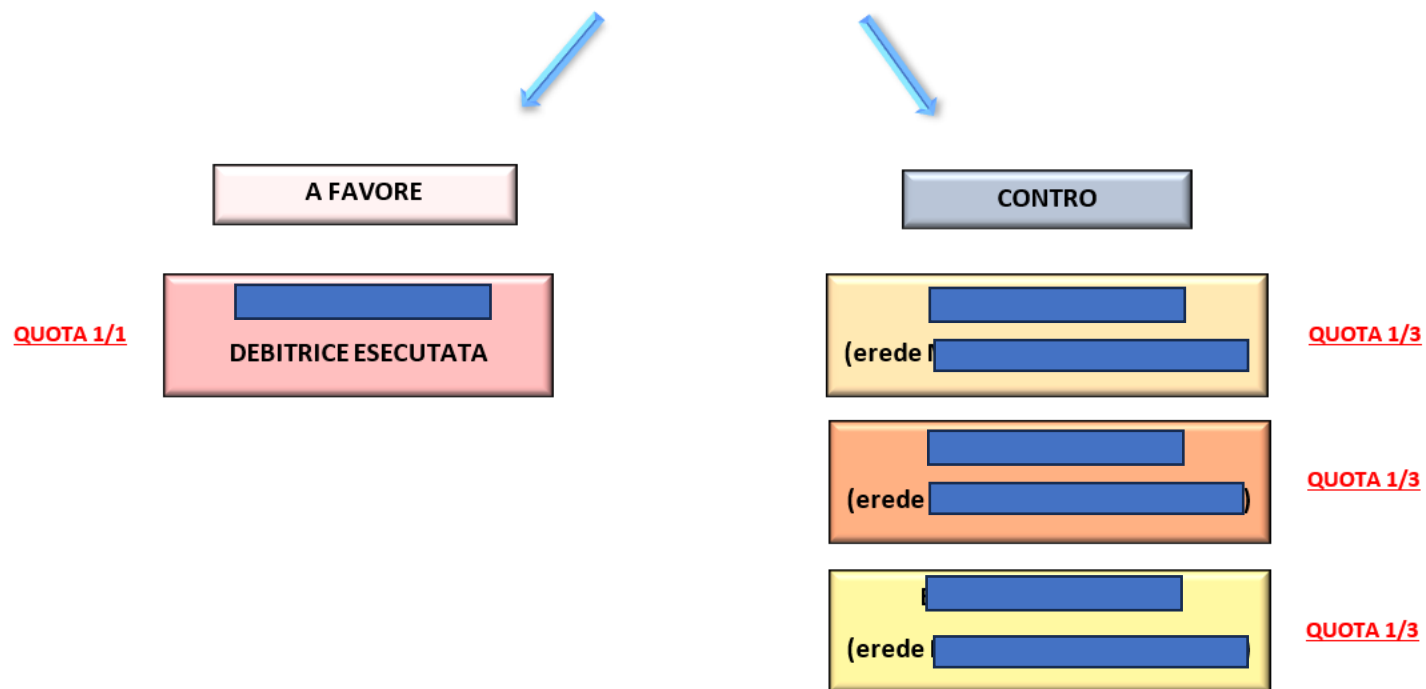 A FAVORE
CONTRO
QUOTA 1/1
DEBITRICE ESECUTATA
(erede
QUOTA 1/3
(erede )
QUOTA 1/3
(erede )
QUOTA 1/3